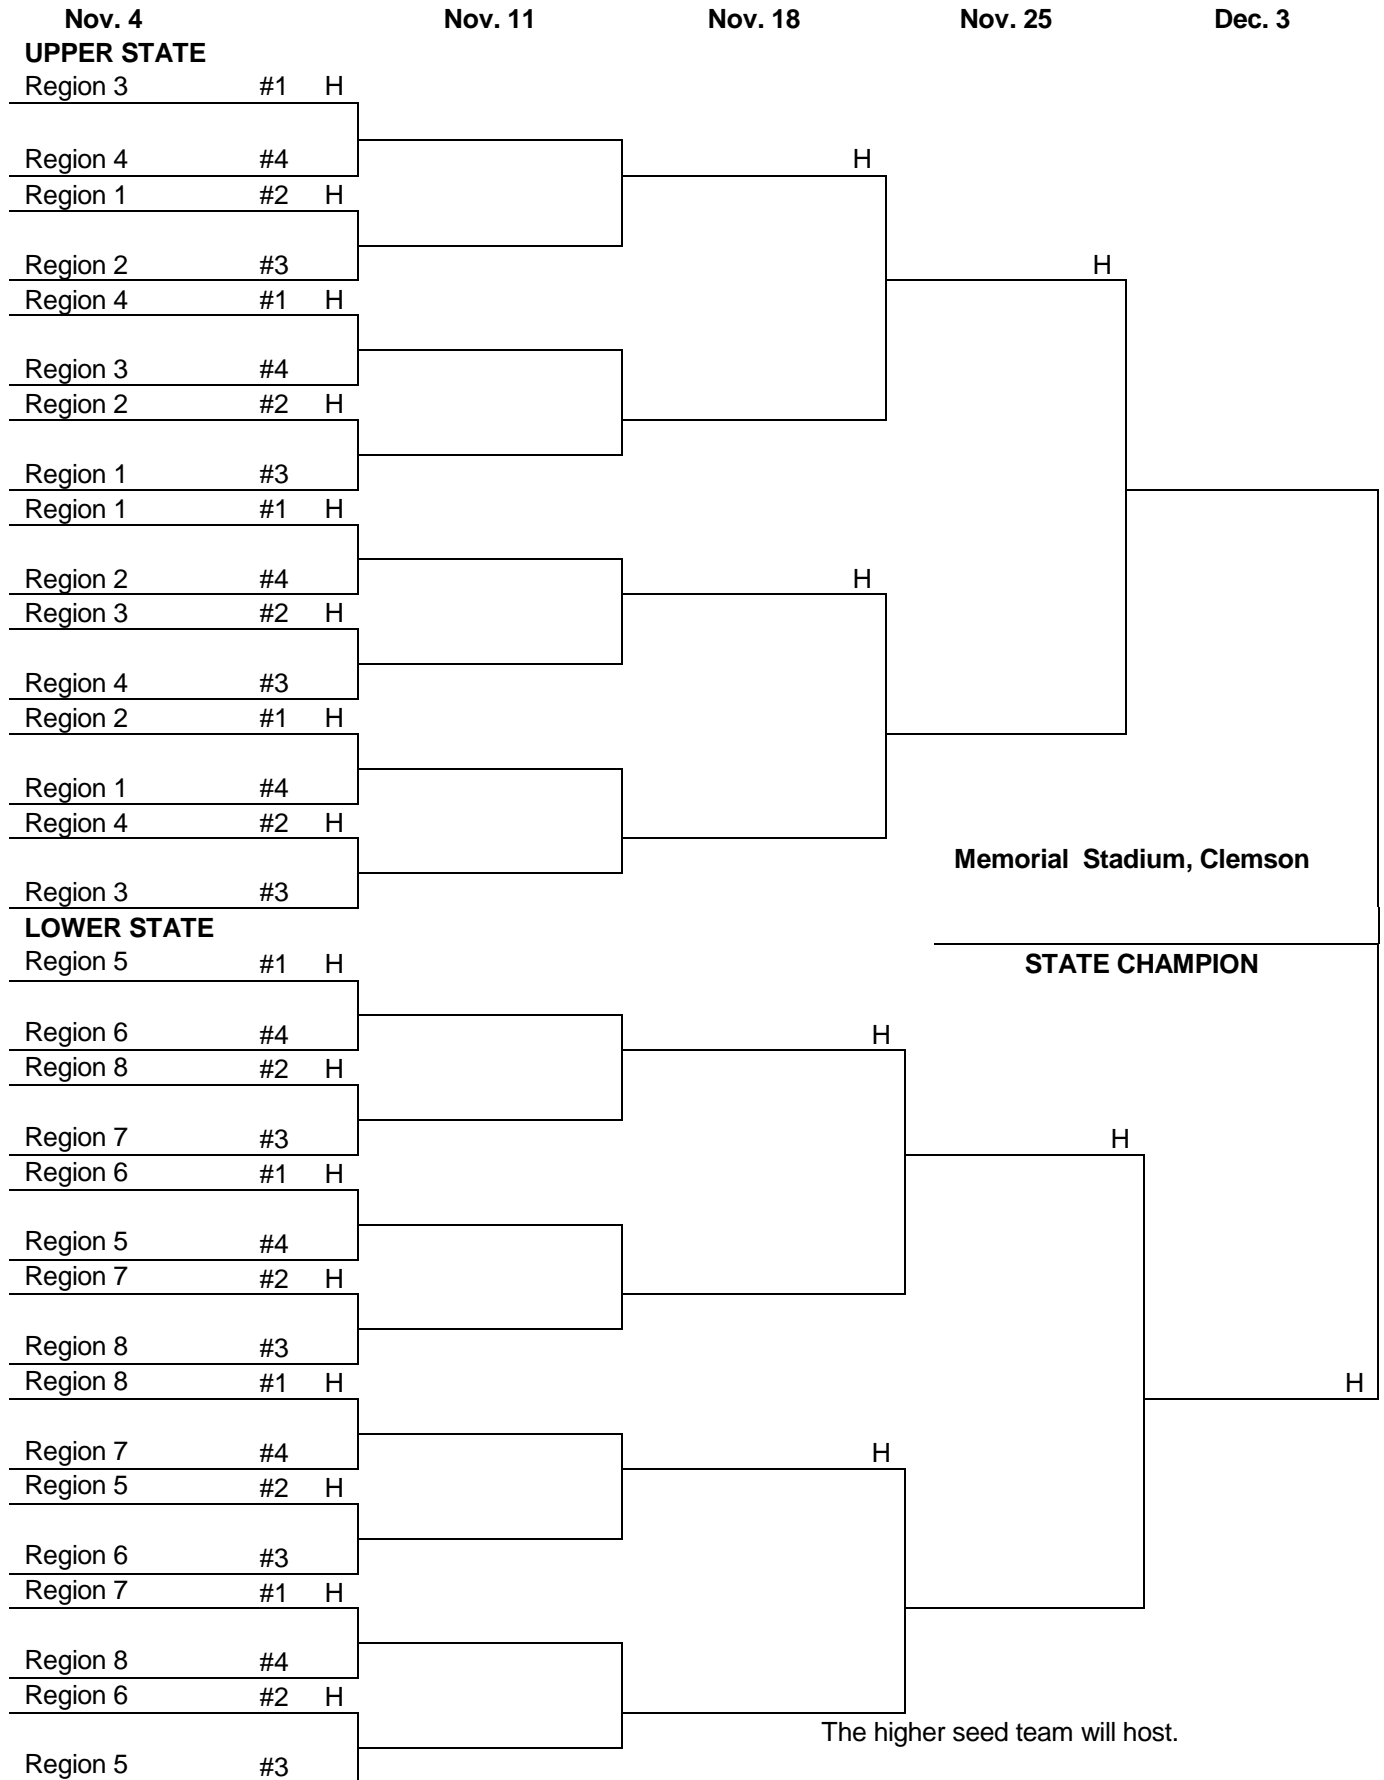 Nov. 4 Nov. 11 Nov. 18 Nov. 25 Dec. 3
UPPER STATE
Region 3 #1 H
Region 4 #4 H
Region 1 #2 H
Region 2 #3 H
Region 4 #1 H
Region 3 #4
Region 2 #2 H
Region 1 #3
Region 1 #1 H
Region 2 #4 H
Region 3 #2 H
Region 4 #3
Region 2 #1 H
Region 1 #4
Region 4 #2 H
Memorial Stadium, Clemson
Region 3 #3
LOWER STATE
Region 5 #1 H
STATE CHAMPION
Region 6 #4 H
Region 8 #2 H
Region 7 #3 H
Region 6 #1 H
Region 5 #4
Region 7 #2 H
Region 8 #3
Region 8 #1 H H
Region 7 #4 H
Region 5 #2 H
Region 6 #3
Region 7 #1 H
Region 8 #4
Region 6 #2 H
The higher seed team will host.
Region 5 #3